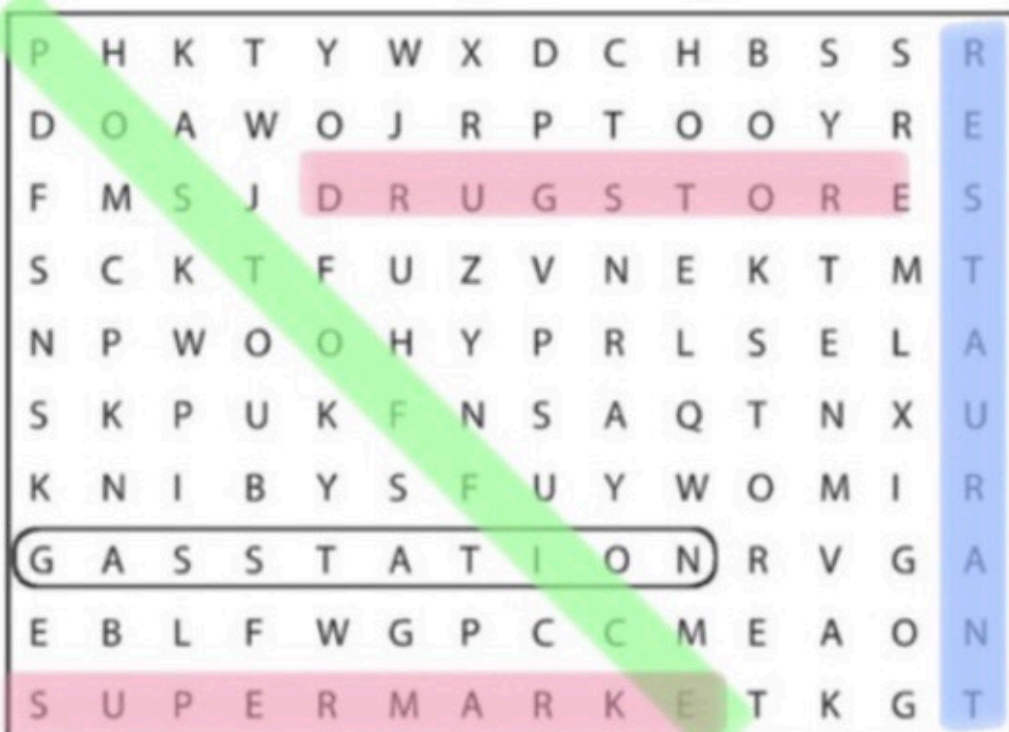 P H K T Y W X D C H B S S R
D O A W O J R P T O O Y R E
F M S J D R U G S T O R E S
S C K T F U Z V N E K T M T
N P W O O H Y P R L S E L A
S K P U K F N S A Q T N X U
K N I B Y S F U Y W O M I R
G A S S T A T I O N R V G A
E B L F W G P C C M E A O N
S U P E R M A R K E T K G T